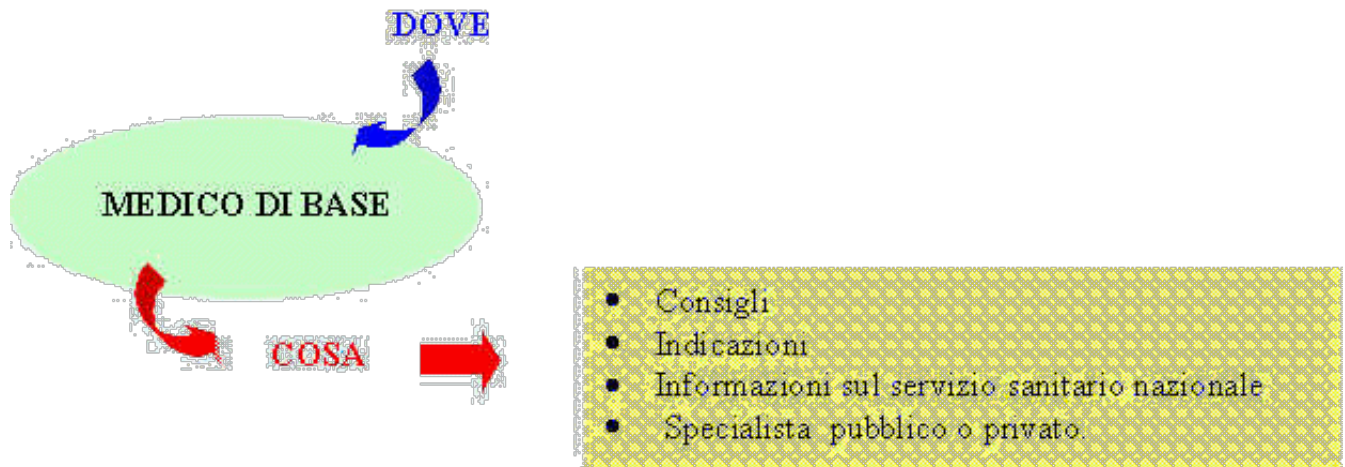 DOVE
MEDICO DI BASE
COSA
• Consigli
• Indicazioni
• Informazioni sul servizio sanitario nazionale
• Specialista pubblico o privato.